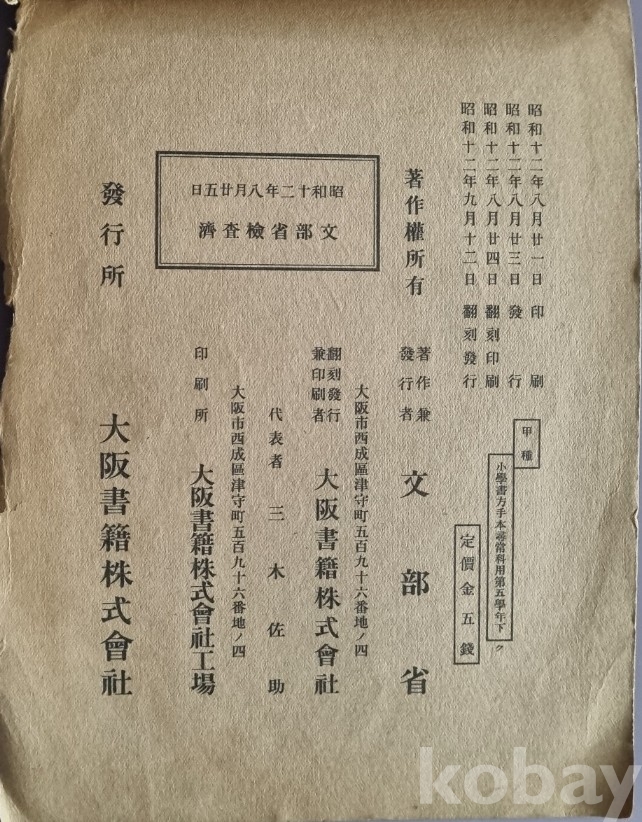 昭和十二年八月廿一日 印刷
昭和十二年八月廿三日 發行
昭和十二年八月廿四日 翻刻印刷
昭和十二年九月十二日 翻刻發行
甲種
小學書方手本尋常科用第五學年下 ク
定價金五錢
著作權所有
著作兼
發行者
文部省
昭和十二年八月廿五日
文部省檢査濟
大阪市西成區津守町五百九十六番地ノ四
翻刻發行
兼印刷者
大阪書籍株式會社
代表者 三木佐助
大阪市西成區津守町五百九十六番地ノ四
印刷所 大阪書籍株式會社工場
發行所 大阪書籍株式會社
kobay